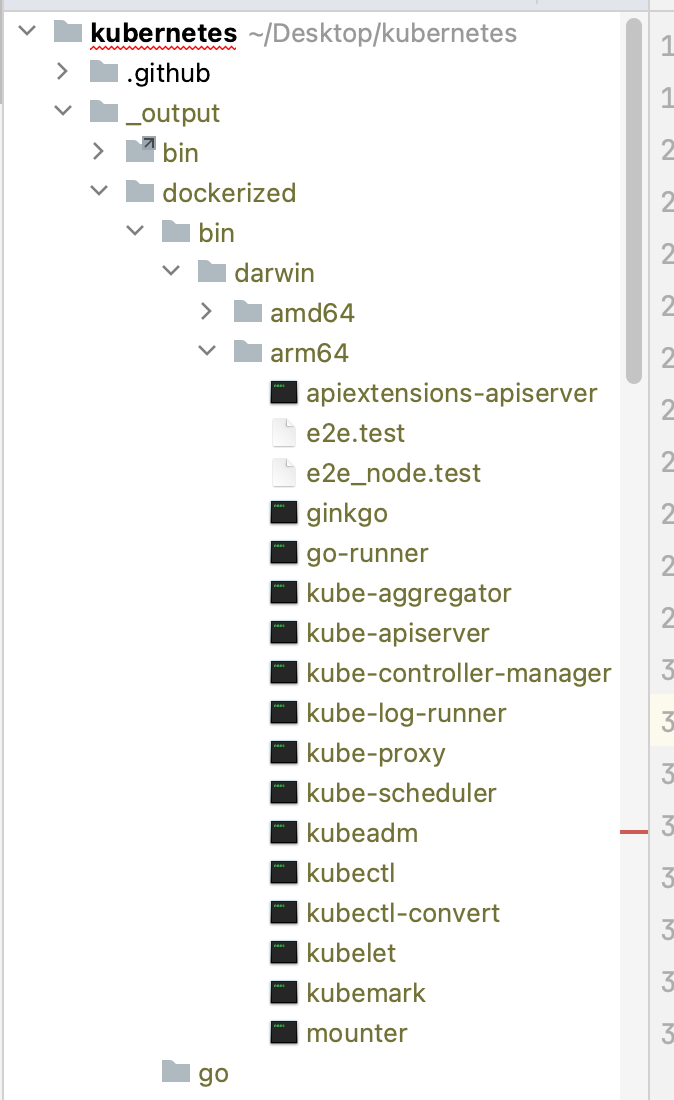 kubernetes ~/Desktop/kubernetes
.github
_output
bin
dockerized
bin
darwin
amd64
arm64
apiextensions-apiserver
e2e.test
e2e_node.test
ginkgo
go-runner
kube-aggregator
kube-apiserver
kube-controller-manager
kube-log-runner
kube-proxy
kube-scheduler
kubeadm
kubectl
kubectl-convert
kubelet
kubemark
mounter
go